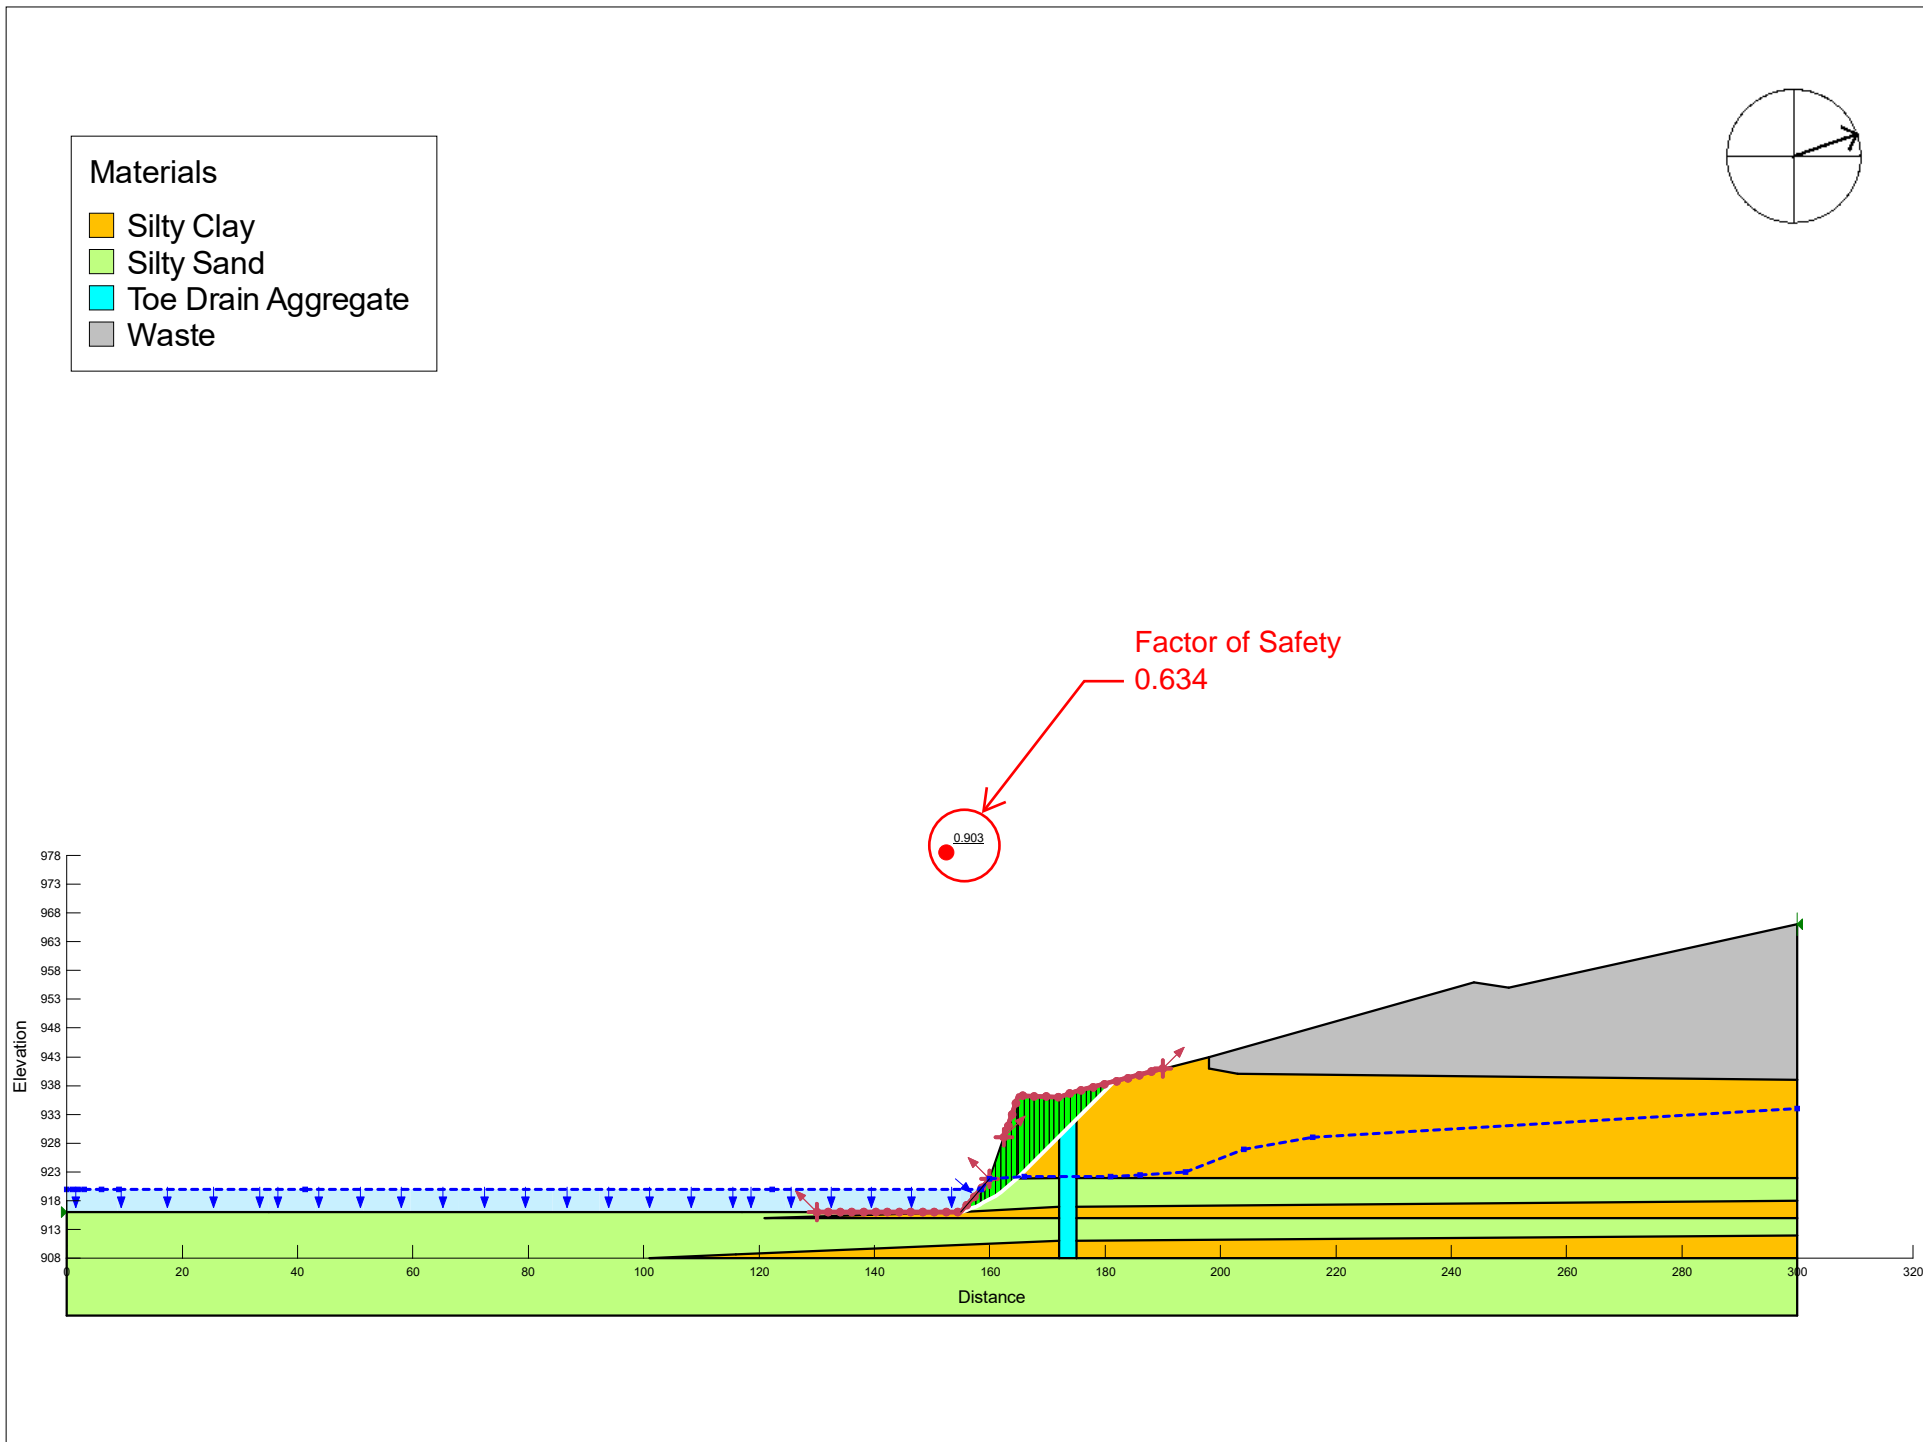 Materials
Silty Clay
Silty Sand
Toe Drain Aggregate
Waste
Factor of Safety
0.634
0.903
978
973
968
963
958
953
948
943
938
933
928
923
918
913
908
Elevation
0 20 40 60 80 100 120 140 160 180 200 220 240 260 280 300 320
Distance